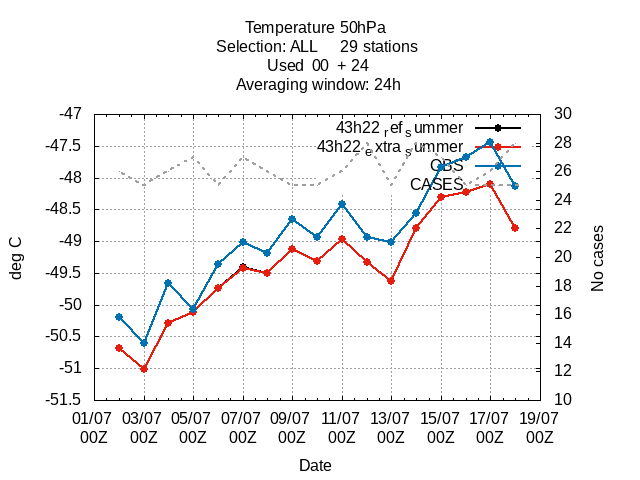 Temperature 50hPa
Selection: ALL     29 stations
Used  00  + 24
Averaging window: 24h
-47
-47.5
-48
-48.5
-49
-49.5
-50
-50.5
-51
-51.5
deg C
43h22 refsummer
43h22 extrasummer
OBS
CASES
30
28
26
24
22
20
18
16
14
12
10
No cases
01/07 03/07 05/07 07/07 09/07 11/07 13/07 15/07 17/07 19/07
00Z 00Z 00Z 00Z 00Z 00Z 00Z 00Z 00Z 00Z
Date